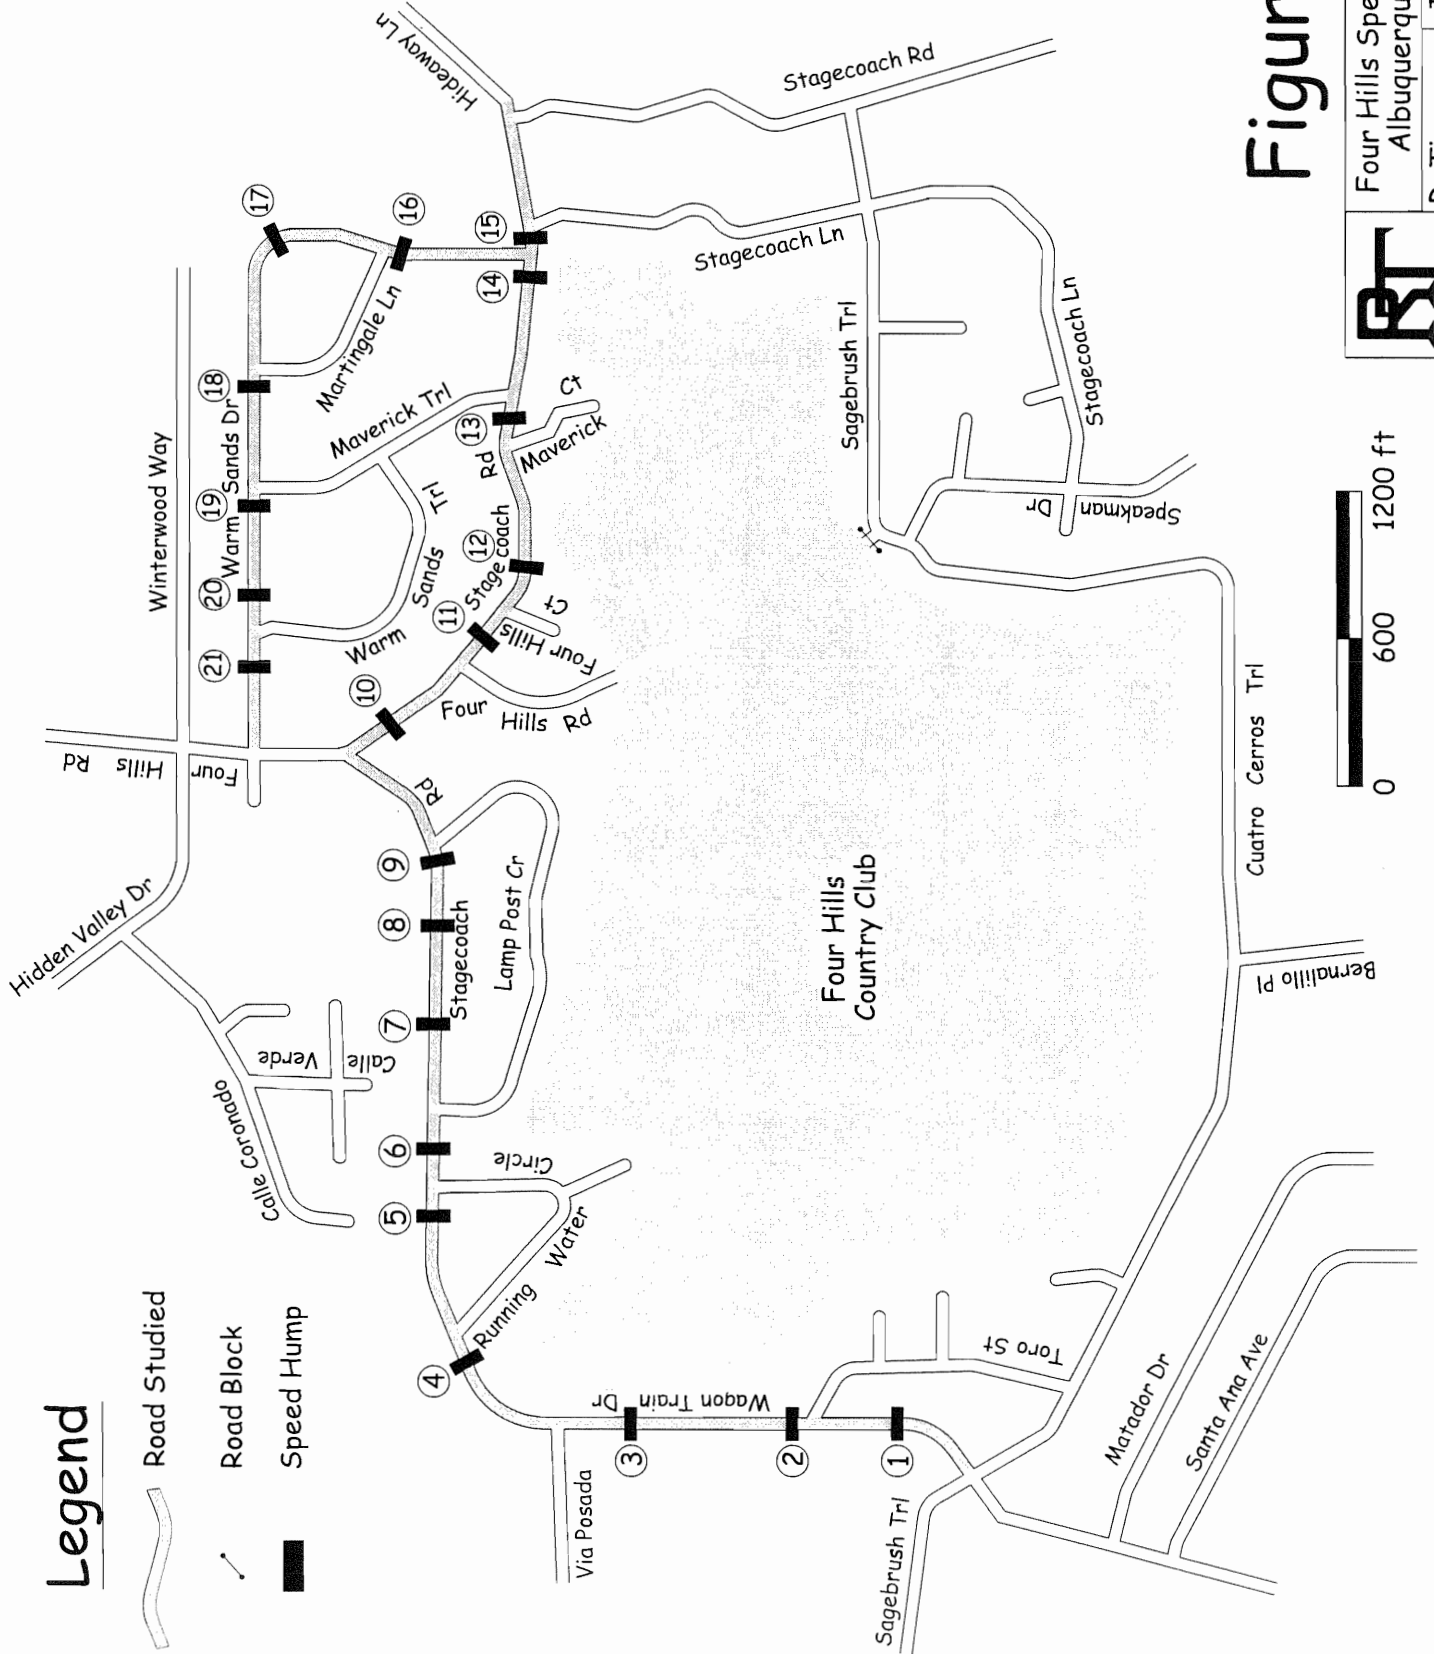 Legend
Road Studied
Road Block
Speed Hump
Hidden Valley Dr
Winterwood Way
Hideaway Ln
Four Hills Rd
Calle Coronado
Calle Verde
Warm Sands Dr
Martingale Ln
Maverick Trl
Warm Sands Trl
Stagecoach Rd
Maverick Ct
Four Hills Ct
Four Hills Rd
Stagecoach Rd
Lamp Post Cr
Running Water Circle
Wagon Train Dr
Via Posada
Toro St
Sagebrush Trl
Matador Dr
Santa Ana Ave
Bernalillo Pl
Cuatro Cerros Trl
Speakman Dr
Stagecoach Ln
Sagebrush Trl
Stagecoach Ln
Stagecoach Rd
Four Hills
Country Club
1
2
3
4
5
6
7
8
9
10
11
12
13
14
15
16
17
18
19
20
21
0 600 1200 ft
Figur
Four Hills Spe
Albuquerqu